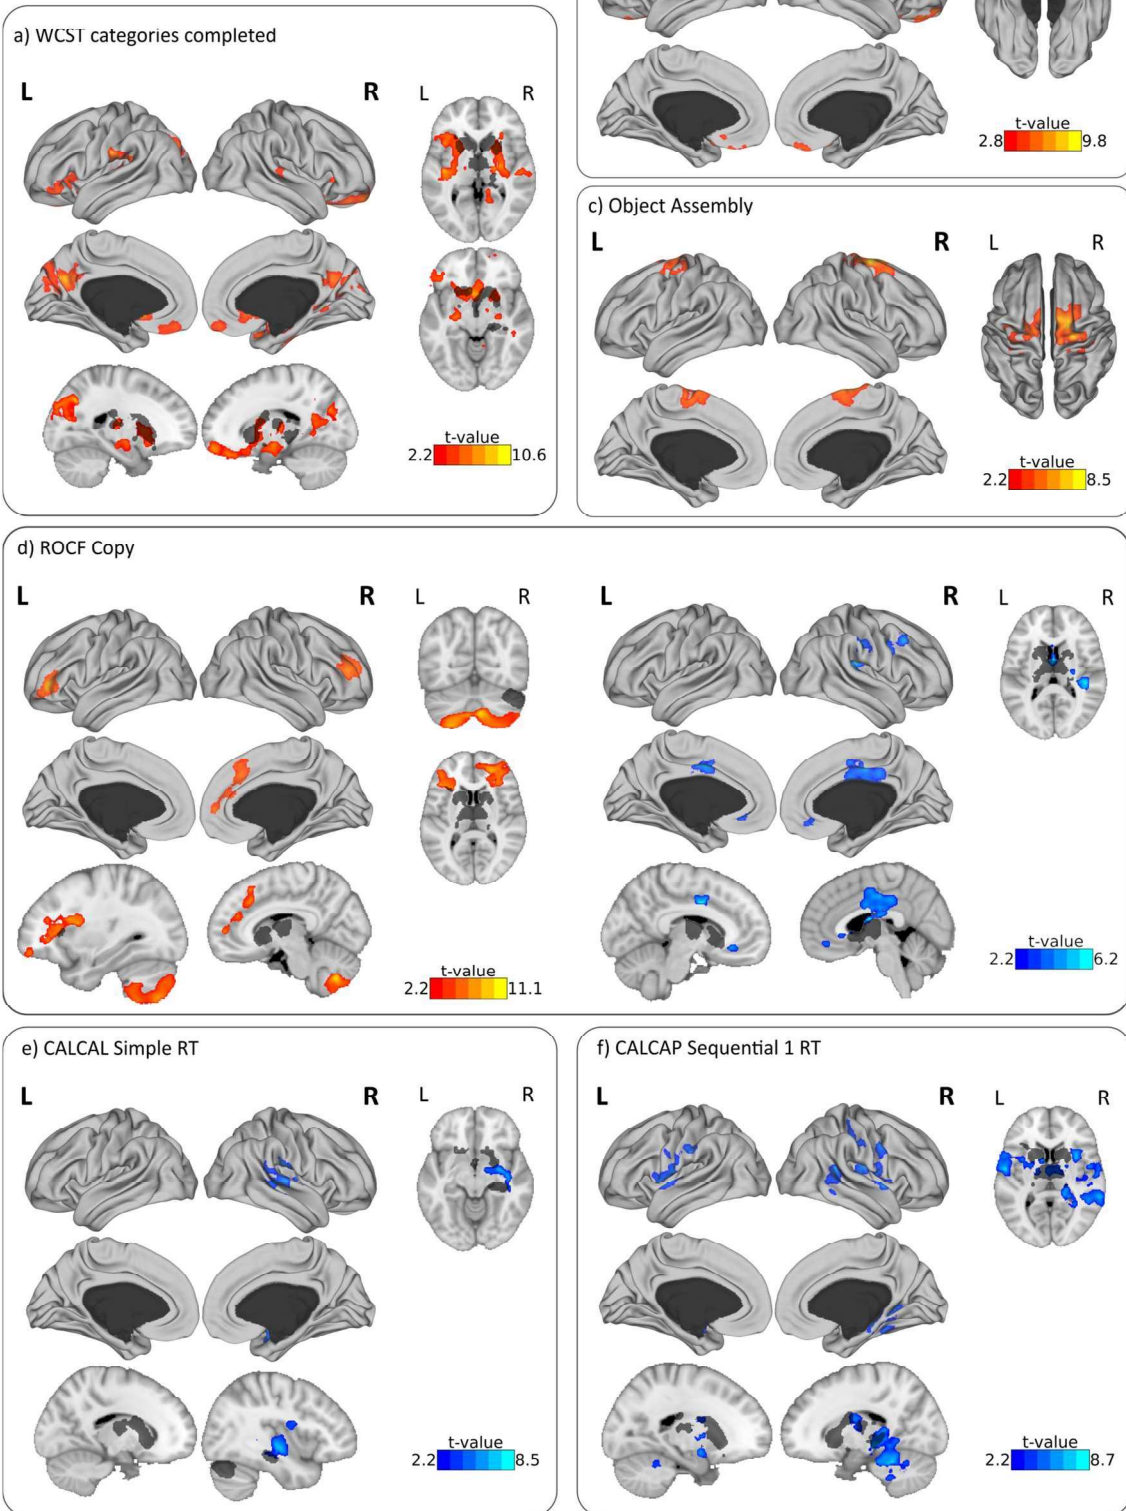 a) WCST categories completed
L R L R
t-value
2.2 10.6
t-value
2.8 9.8
c) Object Assembly
L R L R
t-value
2.2 8.5
d) ROCF Copy
L R L R
t-value
2.2 11.1
L R L R
t-value
2.2 6.2
e) CALCAL Simple RT
L R L R
t-value
2.2 8.5
f) CALCAP Sequential 1 RT
L R L R
t-value
2.2 8.7